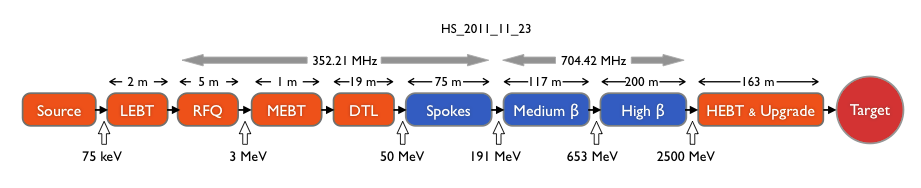 HS_2011_11_23
352.21 MHz 704.42 MHz
2 m 5 m 1 m 19 m 75 m 117 m 200 m 163 m
Source LEBT RFQ MEBT DTL Spokes Medium β High β HEBT & Upgrade Target
75 keV 3 MeV 50 MeV 191 MeV 653 MeV 2500 MeV